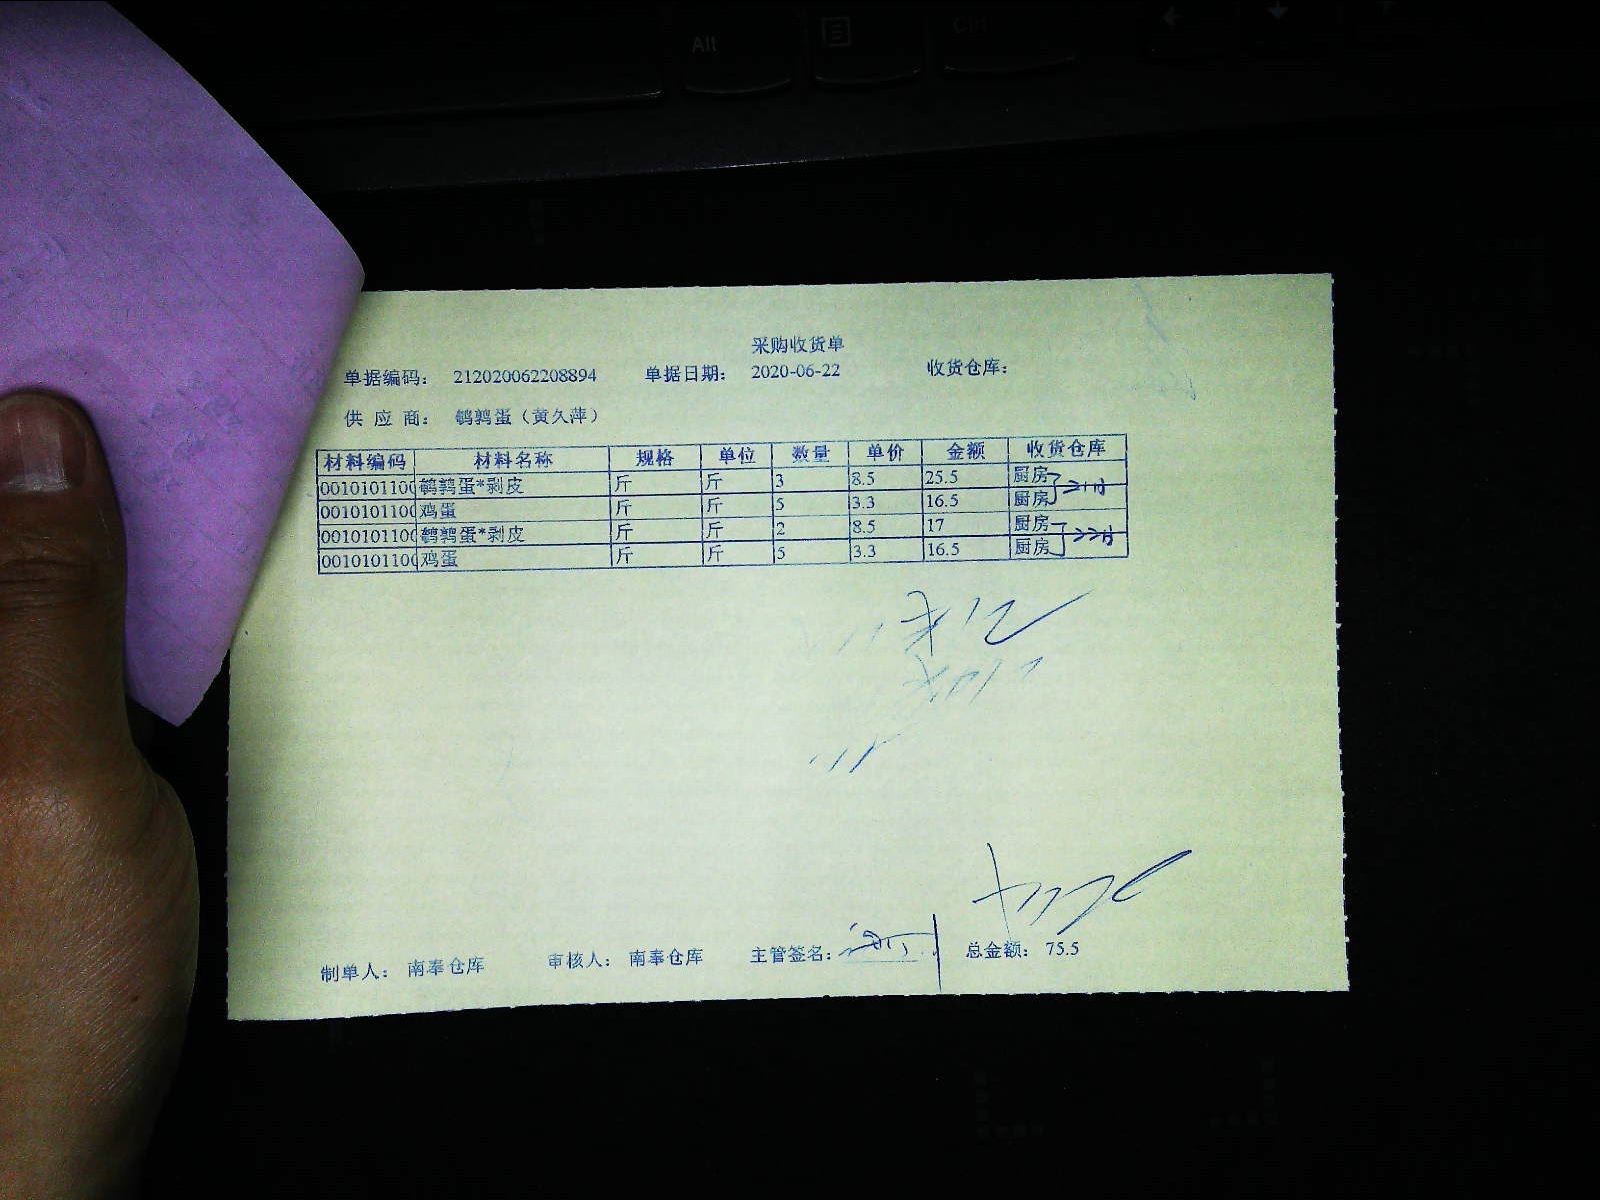 Alt
采购收货单
单据编码： 212020062208894 单据日期： 2020-06-22 收货仓库：
供 应 商： 鹌鹑蛋（黄久萍）
材料编码 材料名称 规格 单位 数量 单价 金额 收货仓库
0010101100 鹌鹑蛋*剥皮 斤 斤 3 8.5 25.5 厨房
0010101100 鸡蛋 斤 斤 5 3.3 16.5 厨房
0010101100 鹌鹑蛋*剥皮 斤 斤 2 8.5 17 厨房
0010101100 鸡蛋 斤 斤 5 3.3 16.5 厨房
制单人： 南奉仓库 审核人： 南奉仓库 主管签名： 总金额： 75.5